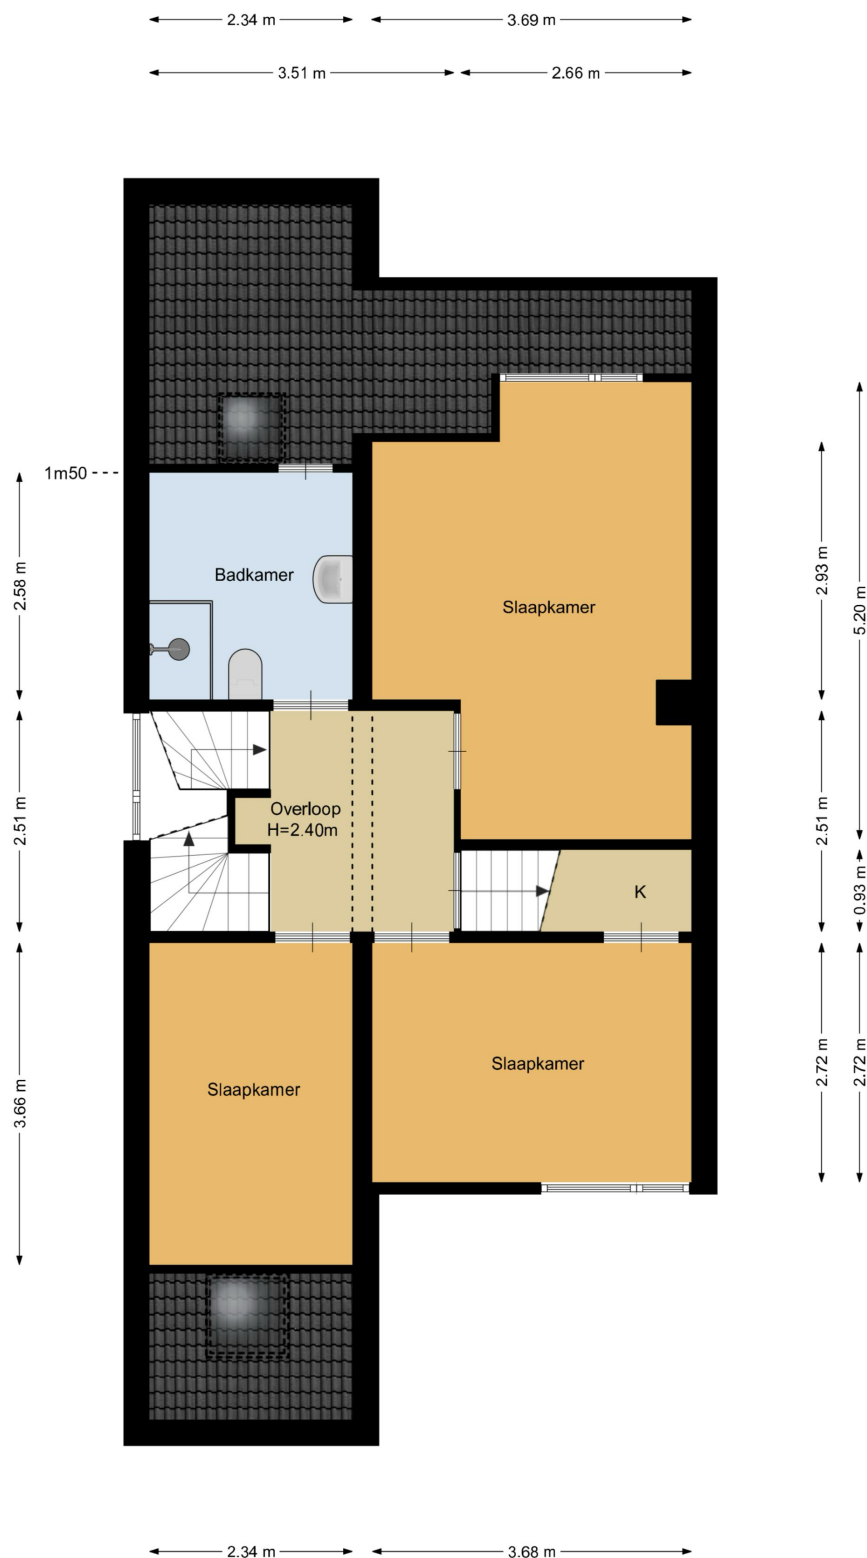 2.34 m
3.69 m
3.51 m
2.66 m
1m50
2.58 m
Badkamer
Slaapkamer
2.93 m
5.20 m
2.51 m
Overloop
H=2.40m
2.51 m
0.93 m
K
3.66 m
Slaapkamer
Slaapkamer
2.72 m
2.72 m
2.34 m
3.68 m